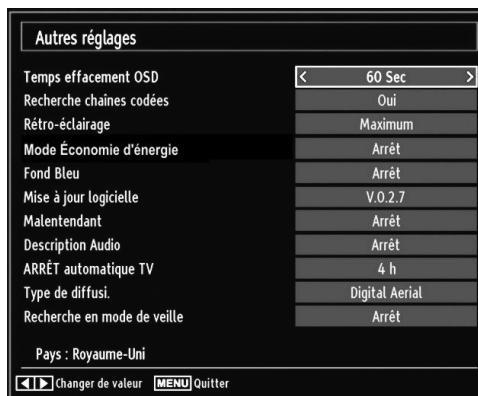 Autres réglages
Temps effacement OSD < 60 Sec >
Recherche chaînes codées Oui
Rétro-éclairage Maximum
Mode Économie d'énergie Arrêt
Fond Bleu Arrêt
Mise à jour logicielle V.0.2.7
Malentendant Arrêt
Description Audio Arrêt
ARRÊT automatique TV 4 h
Type de diffusi. Digital Aerial
Recherche en mode de veille Arrêt
Pays : Royaume-Uni
Changer de valeur MENU Quitter